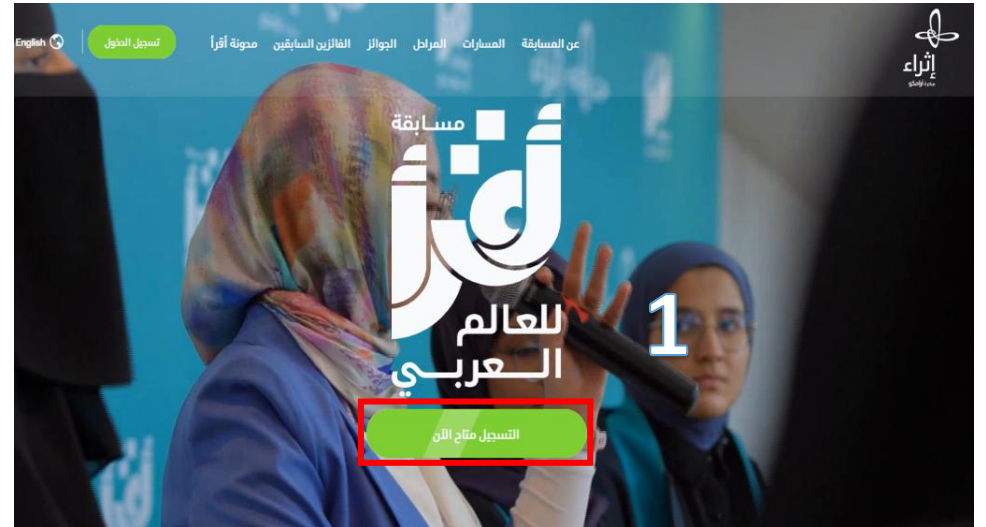 إثراء
عن المسابقة المسارات المراحل الجوائز الفائزين السابقين مدونة أقرأ
تسجيل الدخول
English
مسابقة
أقرأ
للعالم
العربي
1
التسجيل متاح الآن